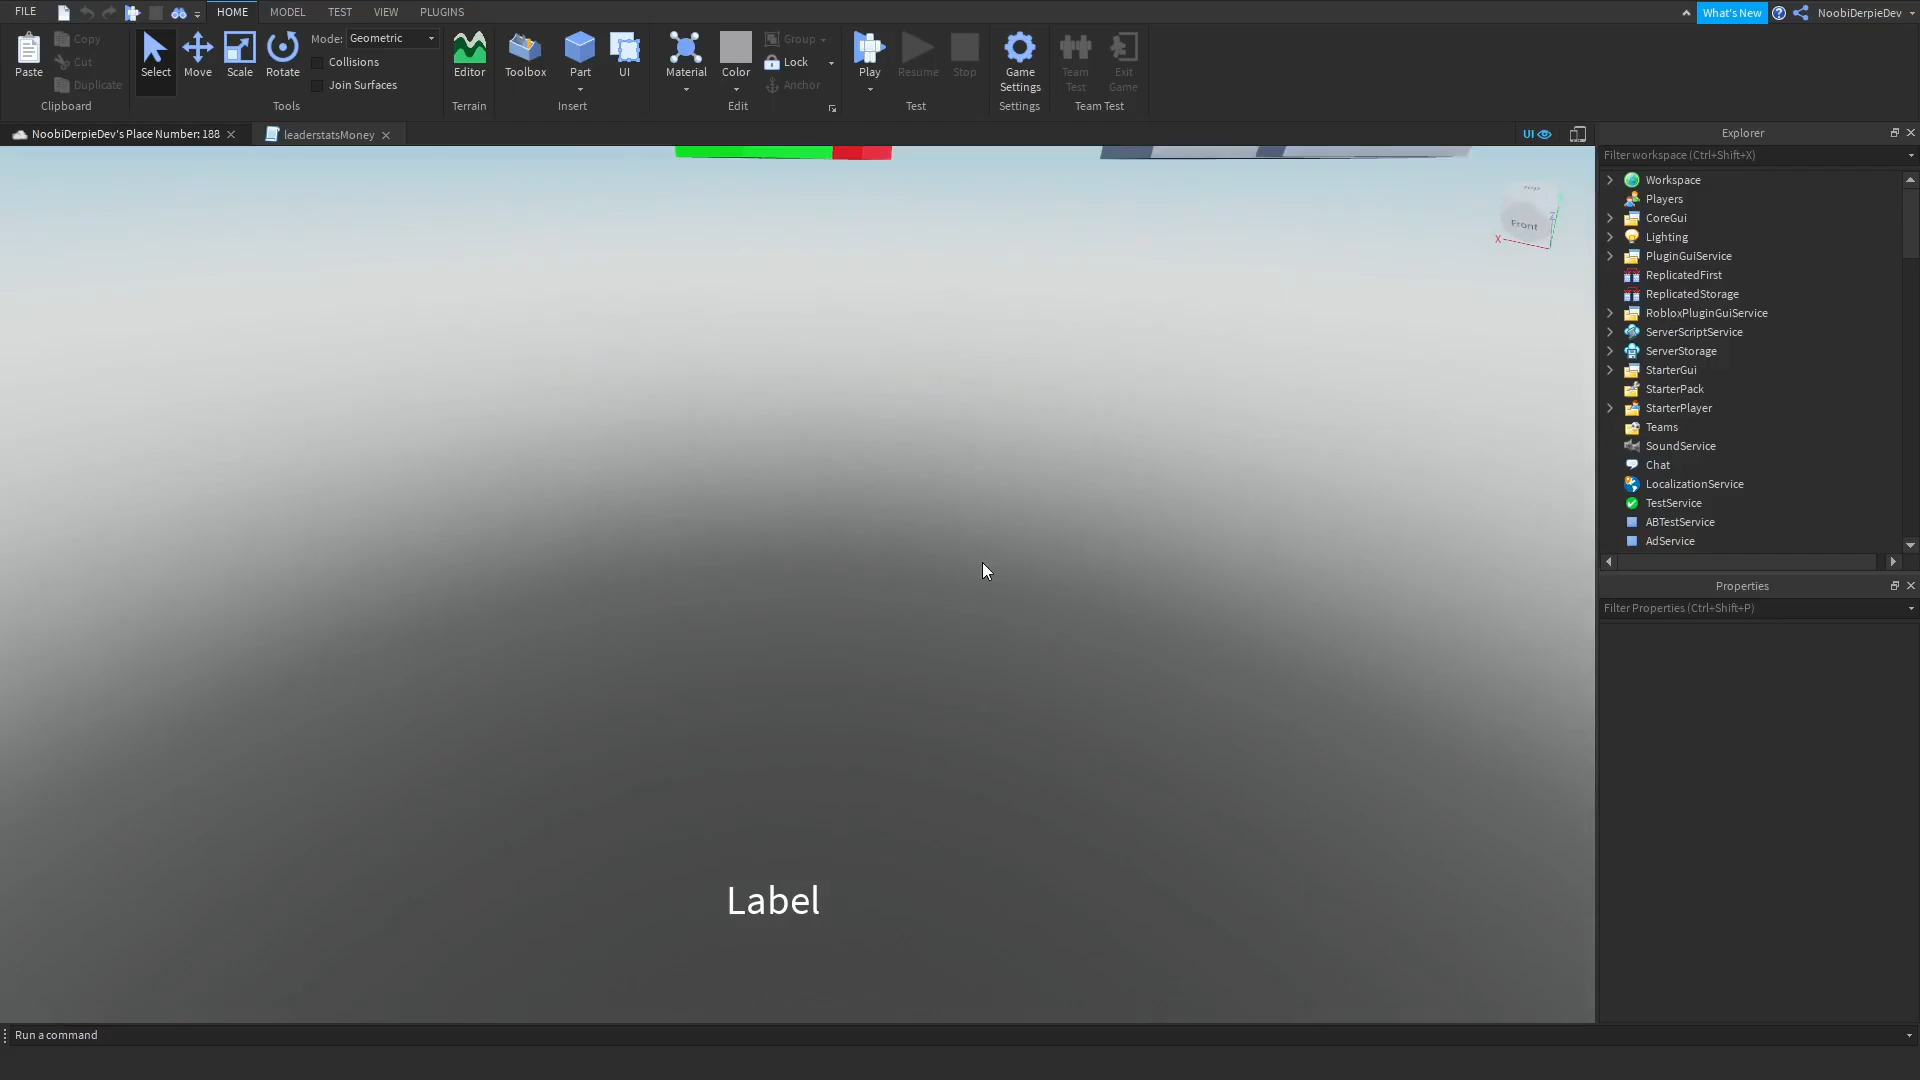 FILE HOME MODEL TEST VIEW PLUGINS What's New NoobiDerpieDev
Paste Copy Cut Duplicate
Clipboard
Select Move Scale Rotate
Mode: Geometric
Collisions
Join Surfaces
Tools
Editor
Terrain
Toolbox Part UI
Insert
Material Color Group Lock Anchor
Edit
Play Resume Stop
Test
Game Settings
Settings
Team Test Exit Game
Team Test
NoobiDerpieDev's Place Number: 188 leaderstatsMoney UI
Front
X
Z
Label
Explorer
Filter workspace (Ctrl+Shift+X)
Workspace
Players
CoreGui
Lighting
PluginGuiService
ReplicatedFirst
ReplicatedStorage
RobloxPluginGuiService
ServerScriptService
ServerStorage
StarterGui
StarterPack
StarterPlayer
Teams
SoundService
Chat
LocalizationService
TestService
ABTestService
AdService
Properties
Filter Properties (Ctrl+Shift+P)
Run a command